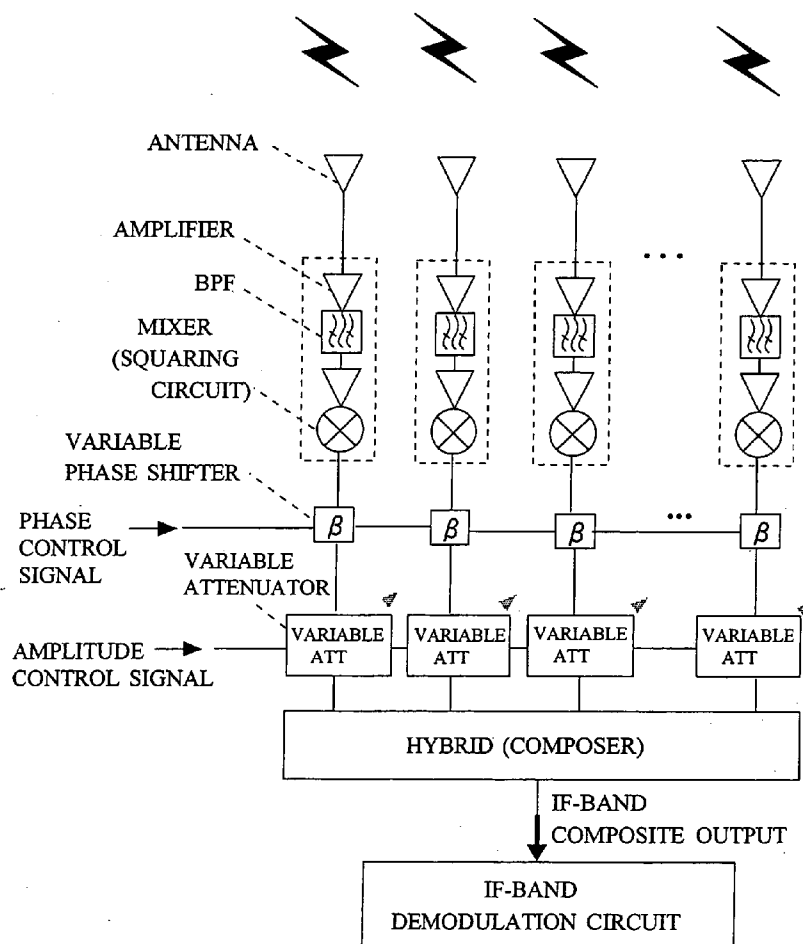 ANTENNA
AMPLIFIER
BPF
MIXER
(SQUARING
CIRCUIT)
VARIABLE
PHASE SHIFTER
PHASE
CONTROL
SIGNAL
β β β β
VARIABLE
ATTENUATOR
AMPLITUDE
CONTROL SIGNAL
VARIABLE
ATT
VARIABLE
ATT
VARIABLE
ATT
VARIABLE
ATT
HYBRID (COMPOSER)
IF-BAND
COMPOSITE OUTPUT
IF-BAND
DEMODULATION CIRCUIT